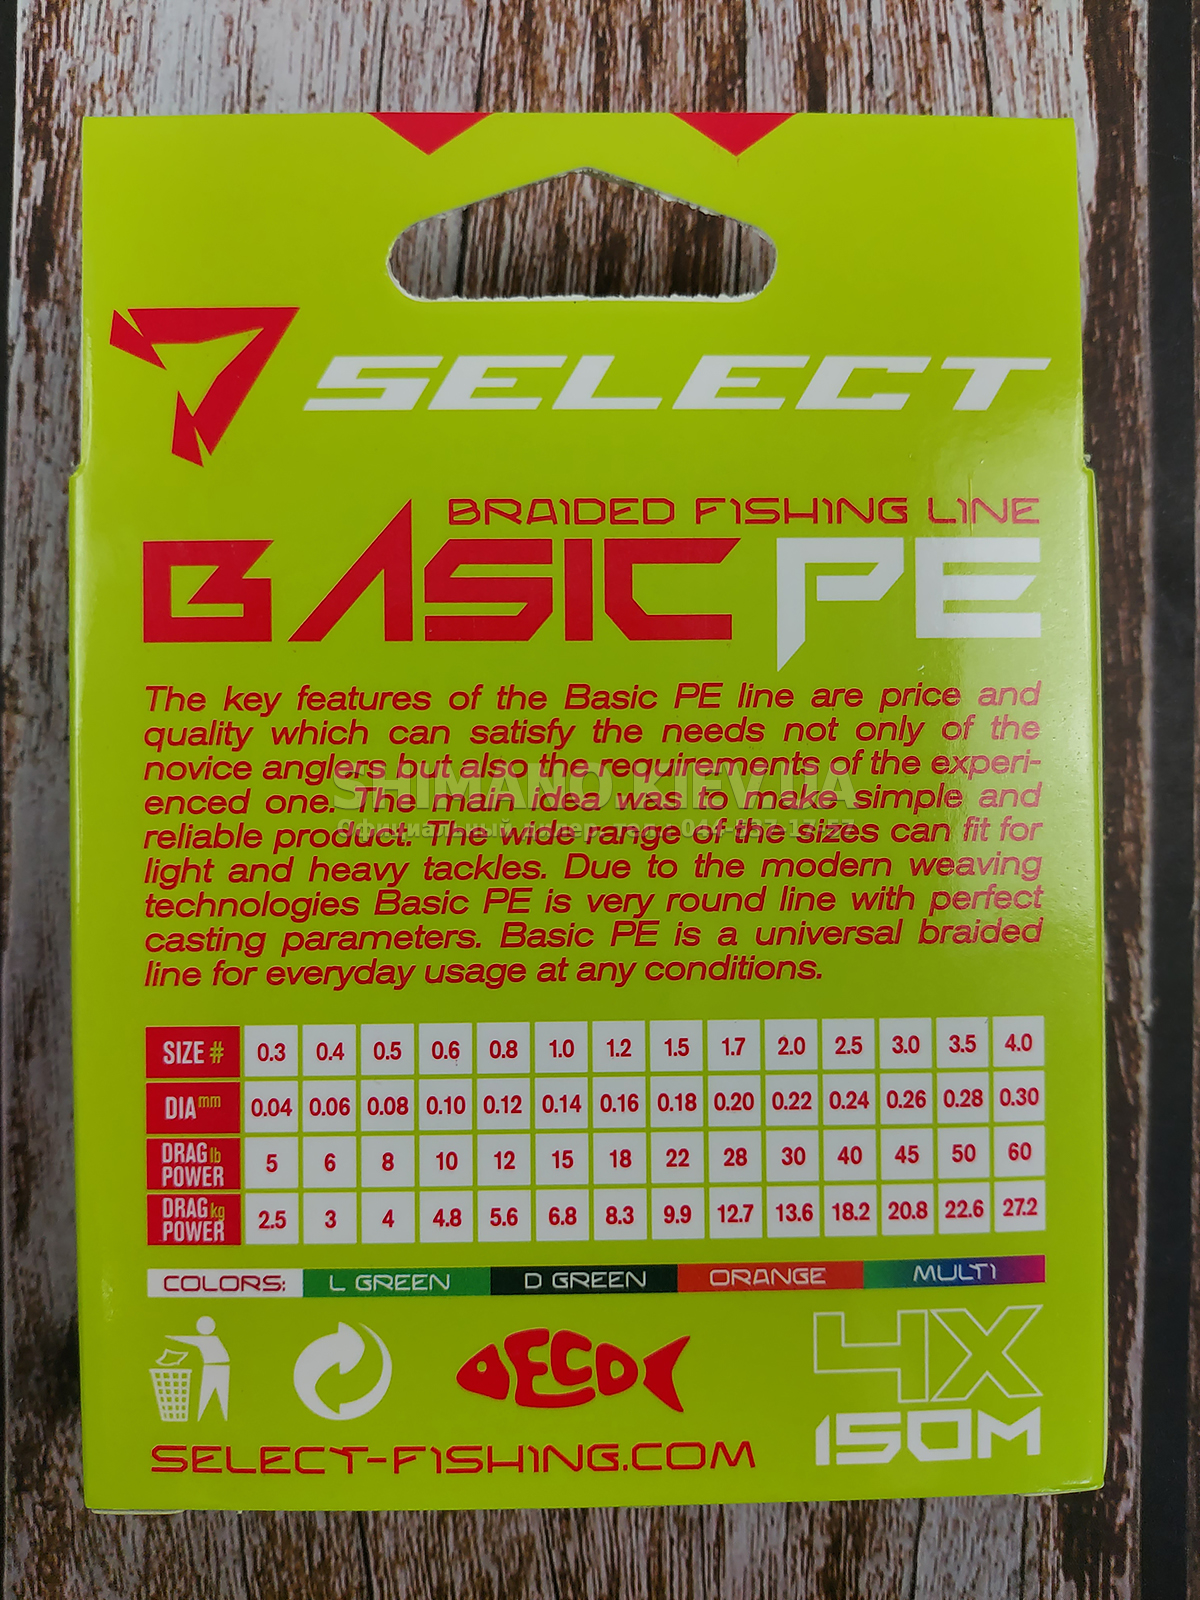 SELECT
BRAIDED FISHING LINE
BASIC PE
The key features of the Basic PE line are price and
quality which can satisfy the needs not only of the
novice anglers but also the requirements of the experi-
enced one. The main idea was to make simple and
reliable product. The wide range of the sizes can fit for
light and heavy tackles. Due to the modern weaving
technologies Basic PE is very round line with perfect
casting parameters. Basic PE is a universal braided
line for everyday usage at any conditions.
SHIMANO.KIEV.UA
Официальный дилер, тел.: 044-537-17-57
SIZE # 0.3 0.4 0.5 0.6 0.8 1.0 1.2 1.5 1.7 2.0 2.5 3.0 3.5 4.0
DIA mm 0.04 0.06 0.08 0.10 0.12 0.14 0.16 0.18 0.20 0.22 0.24 0.26 0.28 0.30
DRAG lb POWER 5 6 8 10 12 15 18 22 28 30 40 45 50 60
DRAG kg POWER 2.5 3 4 4.8 5.6 6.8 8.3 9.9 12.7 13.6 18.2 20.8 22.6 27.2
COLORS: L GREEN D GREEN ORANGE MULTI
ECO
4X
150M
SELECT-FISHING.COM